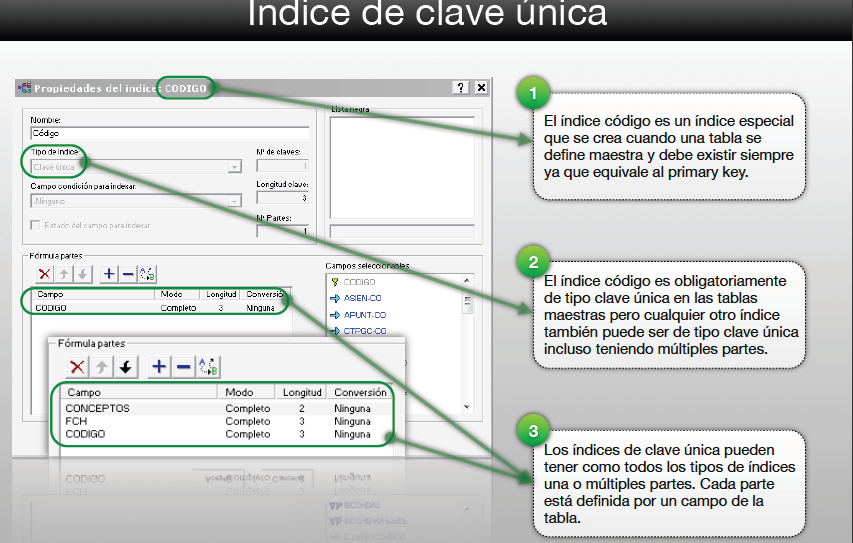 Índice de clave única
Propiedades del índice: CODIGO
Nombre:
Código
Tipo de índice:
Clave única
Nº de claves:
1
Campo condición para indexar:
.Ninguno
Longitud clave:
3
Estado del campo para indexar
Nº Partes:
1
Lista negra
Fórmula partes
Campo Modo Longitud Conversió
CODIGO Completo 3 Ninguna
Campos seleccionables
CODIGO
ASIEN-CO
APUNT-CO
CTPGC-CO
Fórmula partes
Campo Modo Longitud Conversión
CONCEPTOS Completo 2 Ninguna
FCH Completo 3 Ninguna
CODIGO Completo 3 Ninguna
1
El índice código es un índice especial
que se crea cuando una tabla se
define maestra y debe existir siempre
ya que equivale al primary key.
2
El índice código es obligatoriamente
de tipo clave única en las tablas
maestras pero cualquier otro índice
también puede ser de tipo clave única
incluso teniendo múltiples partes.
3
Los índices de clave única pueden
tener como todos los tipos de índices
una o múltiples partes. Cada parte
está definida por un campo de la
tabla.